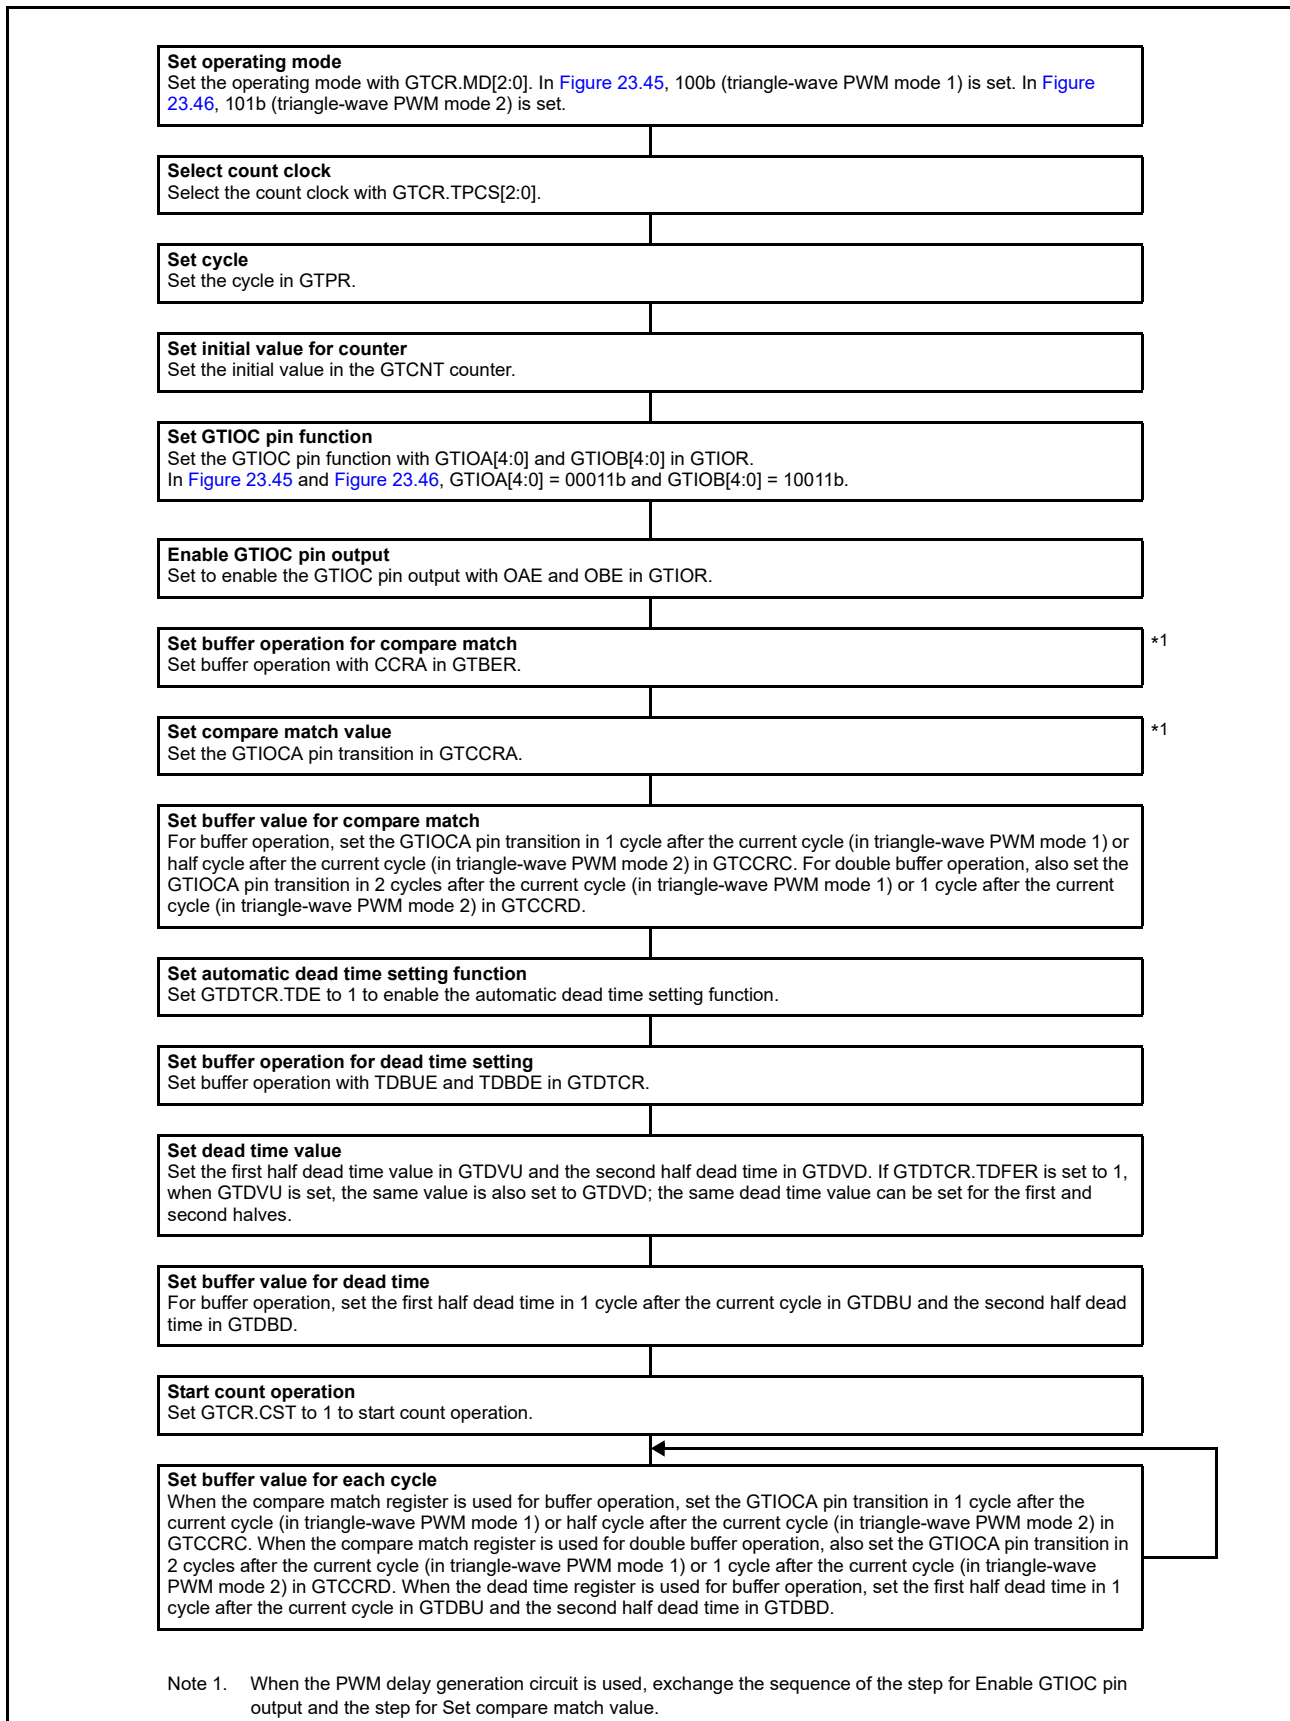 Set operating mode
Set the operating mode with GTCR.MD[2:0]. In Figure 23.45, 100b (triangle-wave PWM mode 1) is set. In Figure
23.46, 101b (triangle-wave PWM mode 2) is set.
Select count clock
Select the count clock with GTCR.TPCS[2:0].
Set cycle
Set the cycle in GTPR.
Set initial value for counter
Set the initial value in the GTCNT counter.
Set GTIOC pin function
Set the GTIOC pin function with GTIOA[4:0] and GTIOB[4:0] in GTIOR.
In Figure 23.45 and Figure 23.46, GTIOA[4:0] = 00011b and GTIOB[4:0] = 10011b.
Enable GTIOC pin output
Set to enable the GTIOC pin output with OAE and OBE in GTIOR.
Set buffer operation for compare match
Set buffer operation with CCRA in GTBER.
*1
Set compare match value
Set the GTIOCA pin transition in GTCCRA.
*1
Set buffer value for compare match
For buffer operation, set the GTIOCA pin transition in 1 cycle after the current cycle (in triangle-wave PWM mode 1) or
half cycle after the current cycle (in triangle-wave PWM mode 2) in GTCCRC. For double buffer operation, also set the
GTIOCA pin transition in 2 cycles after the current cycle (in triangle-wave PWM mode 1) or 1 cycle after the current
cycle (in triangle-wave PWM mode 2) in GTCCRD.
Set automatic dead time setting function
Set GTDTCR.TDE to 1 to enable the automatic dead time setting function.
Set buffer operation for dead time setting
Set buffer operation with TDBUE and TDBDE in GTDTCR.
Set dead time value
Set the first half dead time value in GTDVU and the second half dead time in GTDVD. If GTDTCR.TDFER is set to 1,
when GTDVU is set, the same value is also set to GTDVD; the same dead time value can be set for the first and
second halves.
Set buffer value for dead time
For buffer operation, set the first half dead time in 1 cycle after the current cycle in GTDBU and the second half dead
time in GTDBD.
Start count operation
Set GTCR.CST to 1 to start count operation.
Set buffer value for each cycle
When the compare match register is used for buffer operation, set the GTIOCA pin transition in 1 cycle after the
current cycle (in triangle-wave PWM mode 1) or half cycle after the current cycle (in triangle-wave PWM mode 2) in
GTCCRC. When the compare match register is used for double buffer operation, also set the GTIOCA pin transition in
2 cycles after the current cycle (in triangle-wave PWM mode 1) or 1 cycle after the current cycle (in triangle-wave
PWM mode 2) in GTCCRD. When the dead time register is used for buffer operation, set the first half dead time in 1
cycle after the current cycle in GTDBU and the second half dead time in GTDBD.
Note 1. When the PWM delay generation circuit is used, exchange the sequence of the step for Enable GTIOC pin
output and the step for Set compare match value.